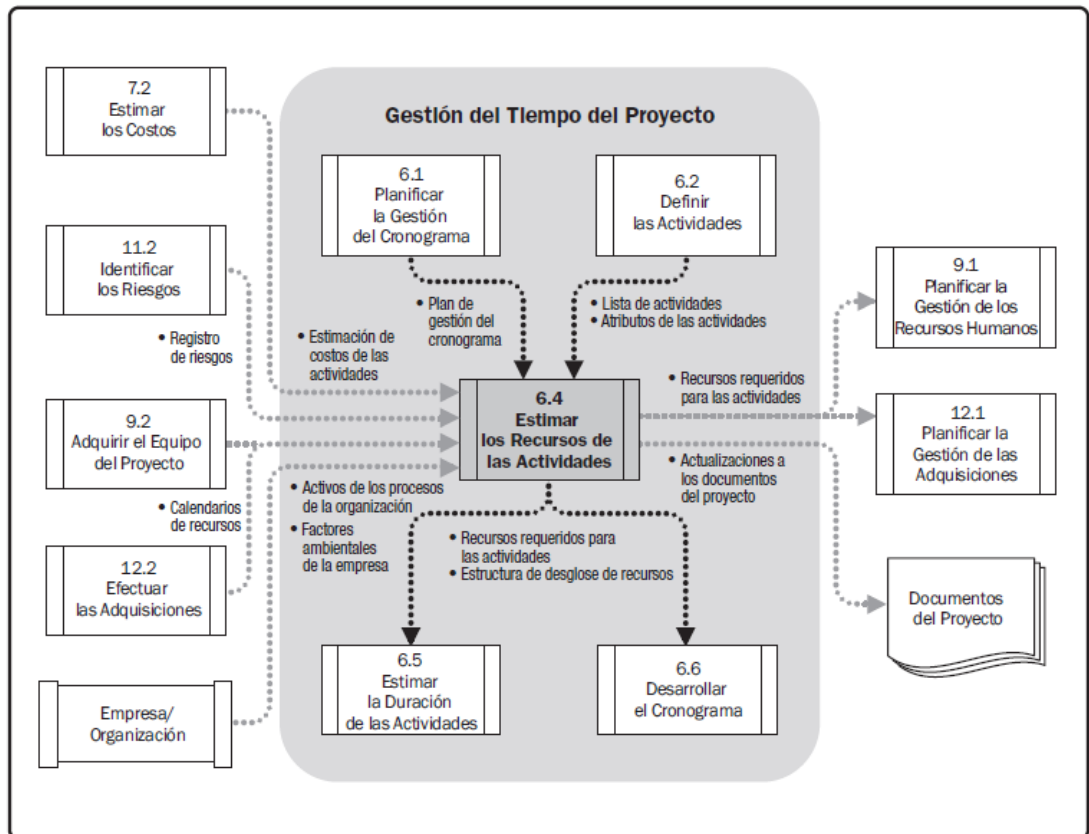 Gestión del Tiempo del Proyecto
7.2
Estimar
los Costos
6.1
Planificar
la Gestión
del Cronograma
6.2
Definir
las Actividades
11.2
Identificar
los Riesgos
9.1
Planificar la
Gestión de los
Recursos Humanos
• Registro
de riesgos
• Estimación de
costos de las
actividades
• Plan de
gestión del
cronograma
• Lista de actividades
• Atributos de las actividades
6.4
Estimar
los Recursos de
las Actividades
• Recursos requeridos
para las actividades
9.2
Adquirir el Equipo
del Proyecto
12.1
Planificar la
Gestión de las
Adquisiciones
• Calendarios
de recursos
• Activos de los procesos
de la organización
• Factores
ambientales
de la empresa
• Actualizaciones a
los documentos
del proyecto
• Recursos requeridos para
las actividades
• Estructura de desglose de recursos
12.2
Efectuar
las Adquisiciones
Documentos
del Proyecto
6.5
Estimar
la Duración
de las Actividades
6.6
Desarrollar
el Cronograma
Empresa/
Organización